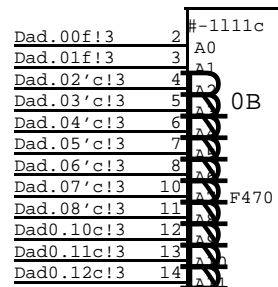 #-1111c
Dad.00f!3 2 A0
Dad.01f!3 3 A1
Dad.02'c!3 4
Dad.03'c!3 5 0B
Dad.04'c!3 6
Dad.05'c!3 7
Dad.06'c!3 8
Dad.07'c!3 10 F470
Dad.08'c!3 11
Dad0.10c!3 12
Dad0.11c!3 13
Dad0.12c!3 14